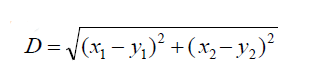 D = √((x₁ − y₁)² + (x₂ − y₂)²)